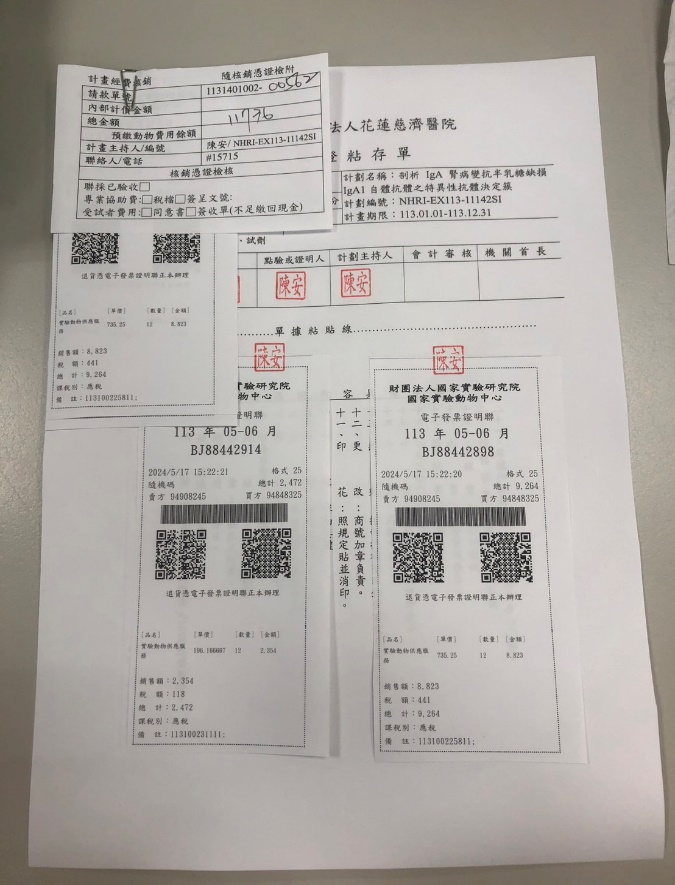 計畫經費核銷 隨核銷憑證檢附
請款單號 1131401002-00562
內部計價金額
總金額 11736
預繳動物費用餘額
計畫主持人/編號 陳安/ NHRI-EX113-11142SI
聯絡人/電話 #15715
核銷憑證檢核
聯採已驗收□
專業協助費:□稅檔□簽呈文號:
受試者費用:□同意書□簽收單(不足繳回現金)
法人花蓮慈濟醫院
粘存單
計劃名稱:剖析 IgA 腎病變抗半乳糖缺損
IgA1 自體抗體之特異性抗體決定簇
計劃編號:NHRI-EX113-11142SI
計畫期限:113.01.01-113.12.31
試劑
點驗或證明人 計劃主持人 會計審核 機關首長
陳安 陳安
單據粘貼線
退貨憑電子發票證明聯正本辦理
[品名] [單價] [數量] [金額]
實驗動物供應服務 735.25 12 8,823
銷售額:8,823
稅 額:441
總 計:9,264
課稅別:應稅
備 註:113100225811;
陳安
實驗研究院
物中心
證明聯
113 年 05-06 月
BJ88442914
2024/5/17 15:22:21 格式 25
隨機碼 總計 2,472
賣方 94908245 買方 94848325
退貨憑電子發票證明聯正本辦理
[品名] [單價] [數量] [金額]
實驗動物供應服務 196.166667 12 2,354
銷售額:2,354
稅 額:118
總 計:2,472
課稅別:應稅
備 註:113100231111;
十二、更 改:商號加章負責。
十一、印 花:照規定貼並消印。
陳安
財團法人國家實驗研究院
國家實驗動物中心
電子發票證明聯
113 年 05-06 月
BJ88442898
2024/5/17 15:22:20 格式 25
隨機碼 總計 9,264
賣方 94908245 買方 94848325
退貨憑電子發票證明聯正本辦理
[品名] [單價] [數量] [金額]
實驗動物供應服務 735.25 12 8,823
銷售額:8,823
稅 額:441
總 計:9,264
課稅別:應稅
備 註:113100225811;